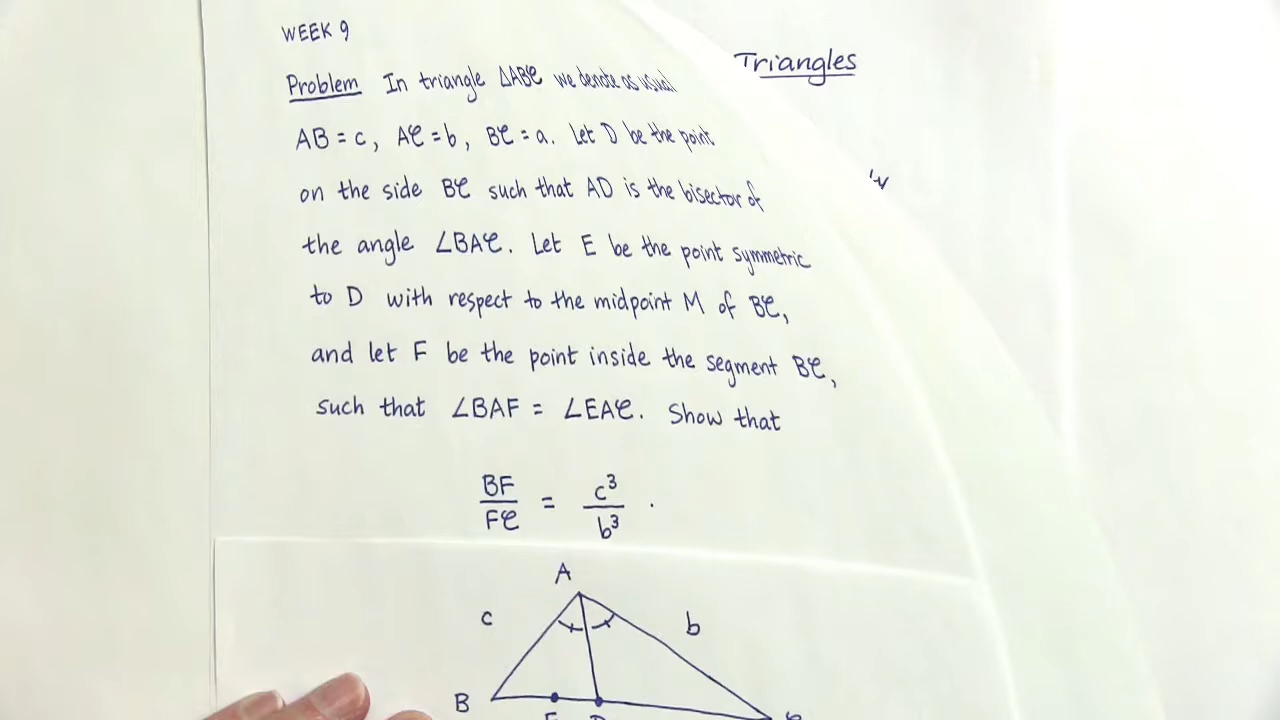 WEEK 9
Triangles
Problem In triangle ΔABC we denote as usual
AB = c, AC = b, BC = a. Let D be the point
on the side BC such that AD is the bisector of
the angle ∠BAC. Let E be the point symmetric
to D with respect to the midpoint M of BC,
and let F be the point inside the segment BC,
such that ∠BAF = ∠EAC. Show that
BF/FC = c³/b³.
A
c b
B